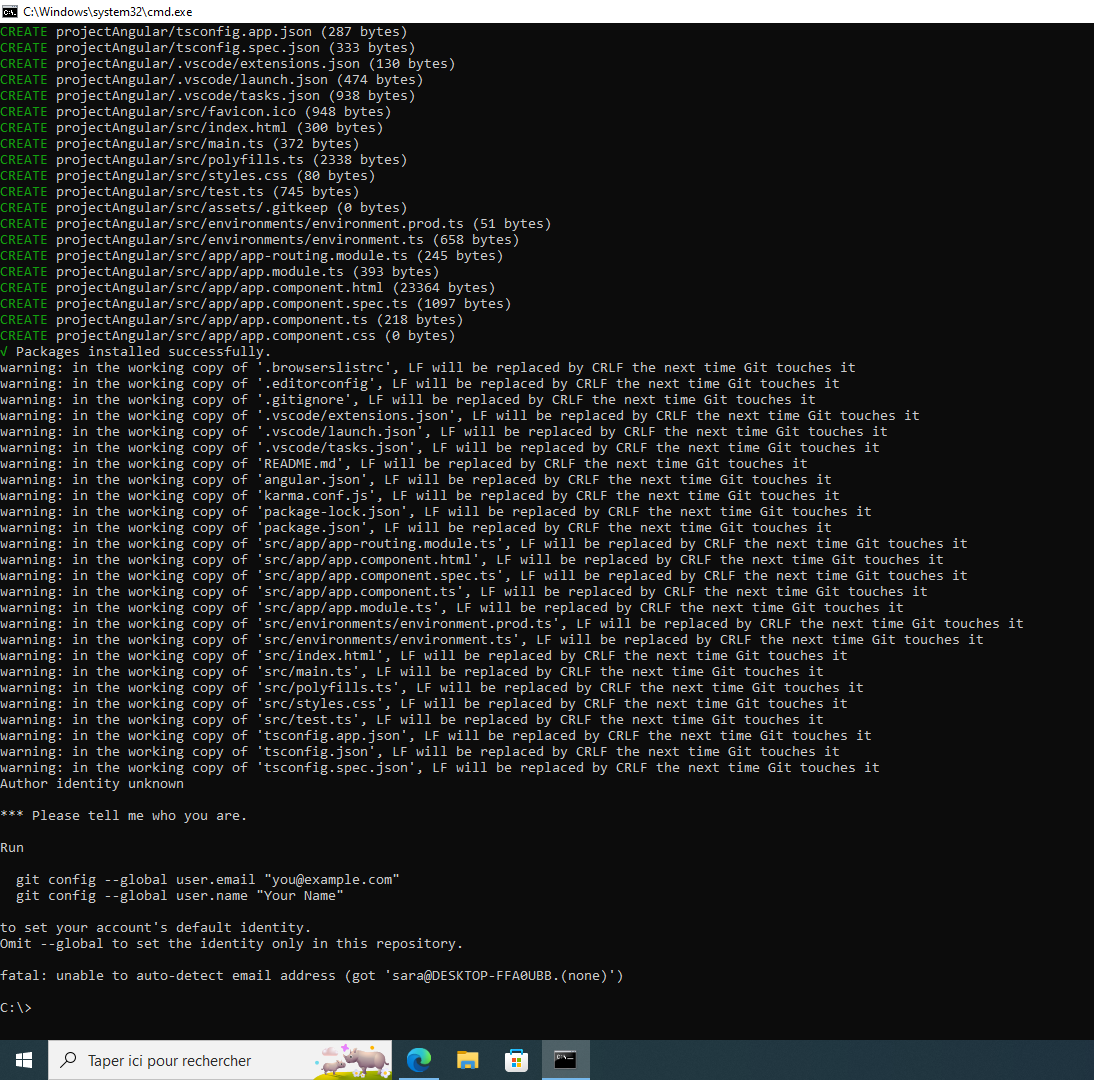 C:\Windows\system32\cmd.exe
CREATE projectAngular/tsconfig.app.json (287 bytes)
CREATE projectAngular/tsconfig.spec.json (333 bytes)
CREATE projectAngular/.vscode/extensions.json (130 bytes)
CREATE projectAngular/.vscode/launch.json (474 bytes)
CREATE projectAngular/.vscode/tasks.json (938 bytes)
CREATE projectAngular/src/favicon.ico (948 bytes)
CREATE projectAngular/src/index.html (300 bytes)
CREATE projectAngular/src/main.ts (372 bytes)
CREATE projectAngular/src/polyfills.ts (2338 bytes)
CREATE projectAngular/src/styles.css (80 bytes)
CREATE projectAngular/src/test.ts (745 bytes)
CREATE projectAngular/src/assets/.gitkeep (0 bytes)
CREATE projectAngular/src/environments/environment.prod.ts (51 bytes)
CREATE projectAngular/src/environments/environment.ts (658 bytes)
CREATE projectAngular/src/app/app-routing.module.ts (245 bytes)
CREATE projectAngular/src/app/app.module.ts (393 bytes)
CREATE projectAngular/src/app/app.component.html (23364 bytes)
CREATE projectAngular/src/app/app.component.spec.ts (1097 bytes)
CREATE projectAngular/src/app/app.component.ts (218 bytes)
CREATE projectAngular/src/app/app.component.css (0 bytes)
√ Packages installed successfully.
warning: in the working copy of '.browserslistrc', LF will be replaced by CRLF the next time Git touches it
warning: in the working copy of '.editorconfig', LF will be replaced by CRLF the next time Git touches it
warning: in the working copy of '.gitignore', LF will be replaced by CRLF the next time Git touches it
warning: in the working copy of '.vscode/extensions.json', LF will be replaced by CRLF the next time Git touches it
warning: in the working copy of '.vscode/launch.json', LF will be replaced by CRLF the next time Git touches it
warning: in the working copy of '.vscode/tasks.json', LF will be replaced by CRLF the next time Git touches it
warning: in the working copy of 'README.md', LF will be replaced by CRLF the next time Git touches it
warning: in the working copy of 'angular.json', LF will be replaced by CRLF the next time Git touches it
warning: in the working copy of 'karma.conf.js', LF will be replaced by CRLF the next time Git touches it
warning: in the working copy of 'package-lock.json', LF will be replaced by CRLF the next time Git touches it
warning: in the working copy of 'package.json', LF will be replaced by CRLF the next time Git touches it
warning: in the working copy of 'src/app/app-routing.module.ts', LF will be replaced by CRLF the next time Git touches it
warning: in the working copy of 'src/app/app.component.html', LF will be replaced by CRLF the next time Git touches it
warning: in the working copy of 'src/app/app.component.spec.ts', LF will be replaced by CRLF the next time Git touches it
warning: in the working copy of 'src/app/app.component.ts', LF will be replaced by CRLF the next time Git touches it
warning: in the working copy of 'src/app/app.module.ts', LF will be replaced by CRLF the next time Git touches it
warning: in the working copy of 'src/environments/environment.prod.ts', LF will be replaced by CRLF the next time Git touches it
warning: in the working copy of 'src/environments/environment.ts', LF will be replaced by CRLF the next time Git touches it
warning: in the working copy of 'src/index.html', LF will be replaced by CRLF the next time Git touches it
warning: in the working copy of 'src/main.ts', LF will be replaced by CRLF the next time Git touches it
warning: in the working copy of 'src/polyfills.ts', LF will be replaced by CRLF the next time Git touches it
warning: in the working copy of 'src/styles.css', LF will be replaced by CRLF the next time Git touches it
warning: in the working copy of 'src/test.ts', LF will be replaced by CRLF the next time Git touches it
warning: in the working copy of 'tsconfig.app.json', LF will be replaced by CRLF the next time Git touches it
warning: in the working copy of 'tsconfig.json', LF will be replaced by CRLF the next time Git touches it
warning: in the working copy of 'tsconfig.spec.json', LF will be replaced by CRLF the next time Git touches it
Author identity unknown
*** Please tell me who you are.
Run
git config --global user.email "you@example.com"
git config --global user.name "Your Name"
to set your account's default identity.
Omit --global to set the identity only in this repository.
fatal: unable to auto-detect email address (got 'sara@DESKTOP-FFA0UBB.(none)')
C:\>
Taper ici pour rechercher